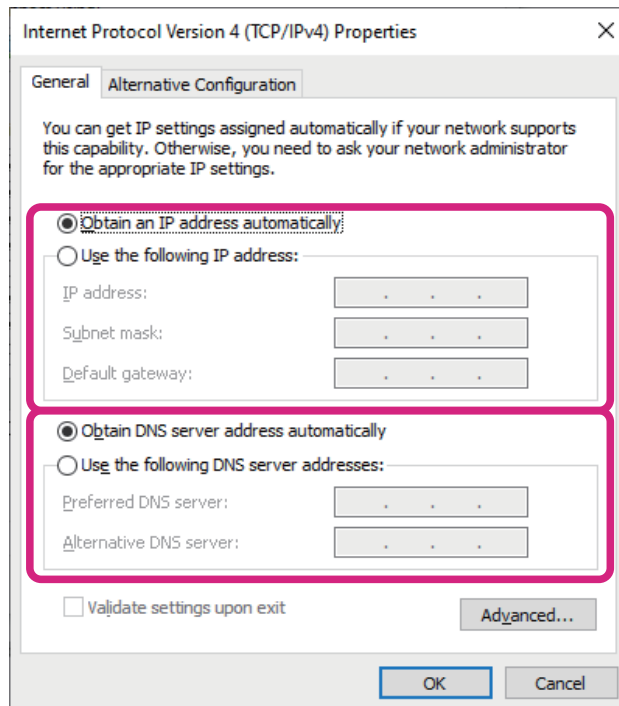 Internet Protocol Version 4 (TCP/IPv4) Properties
General
Alternative Configuration
You can get IP settings assigned automatically if your network supports
this capability. Otherwise, you need to ask your network administrator
for the appropriate IP settings.
Obtain an IP address automatically
Use the following IP address:
IP address:
Subnet mask:
Default gateway:
Obtain DNS server address automatically
Use the following DNS server addresses:
Preferred DNS server:
Alternative DNS server:
Validate settings upon exit
Advanced...
OK
Cancel